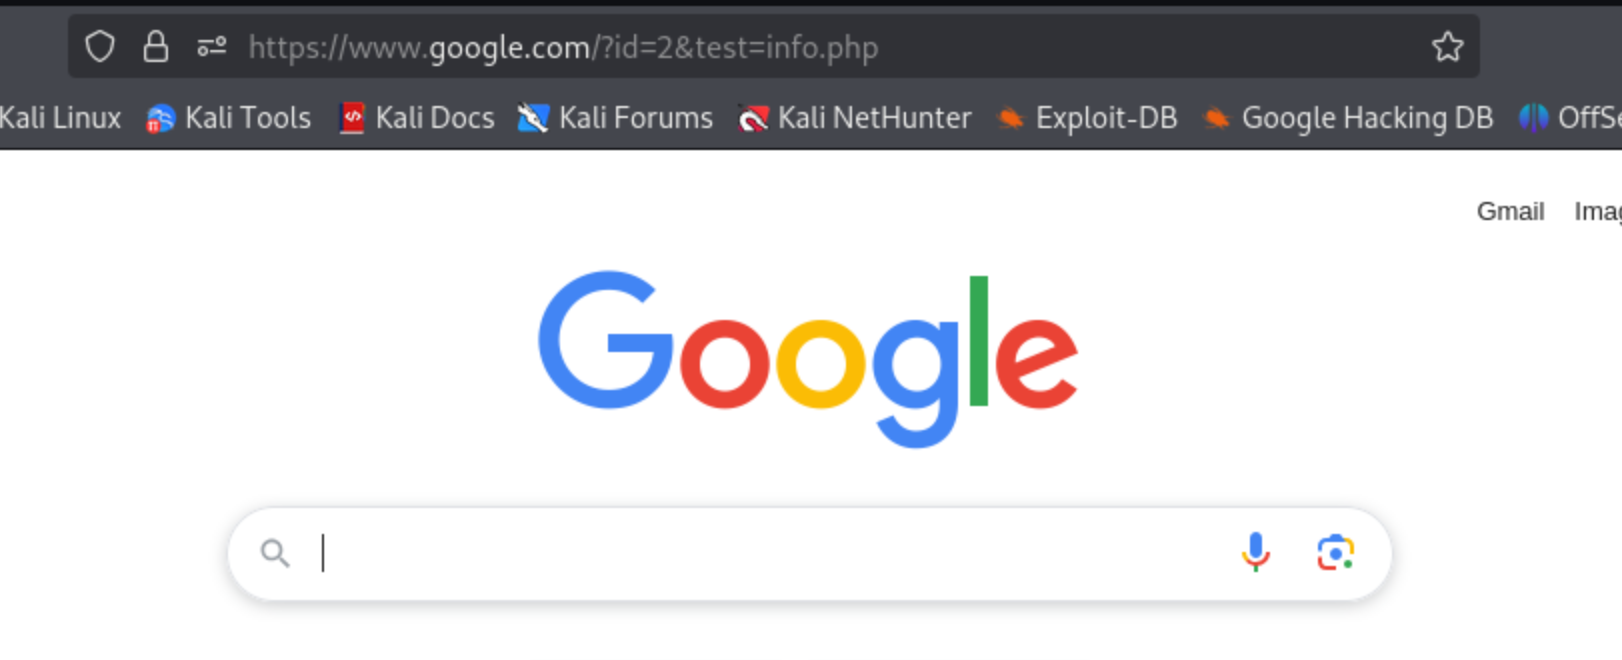 https://www.google.com/?id=2&test=info.php
Kali Linux Kali Tools Kali Docs Kali Forums Kali NetHunter Exploit-DB Google Hacking DB OffSe
Gmail Imag
Google